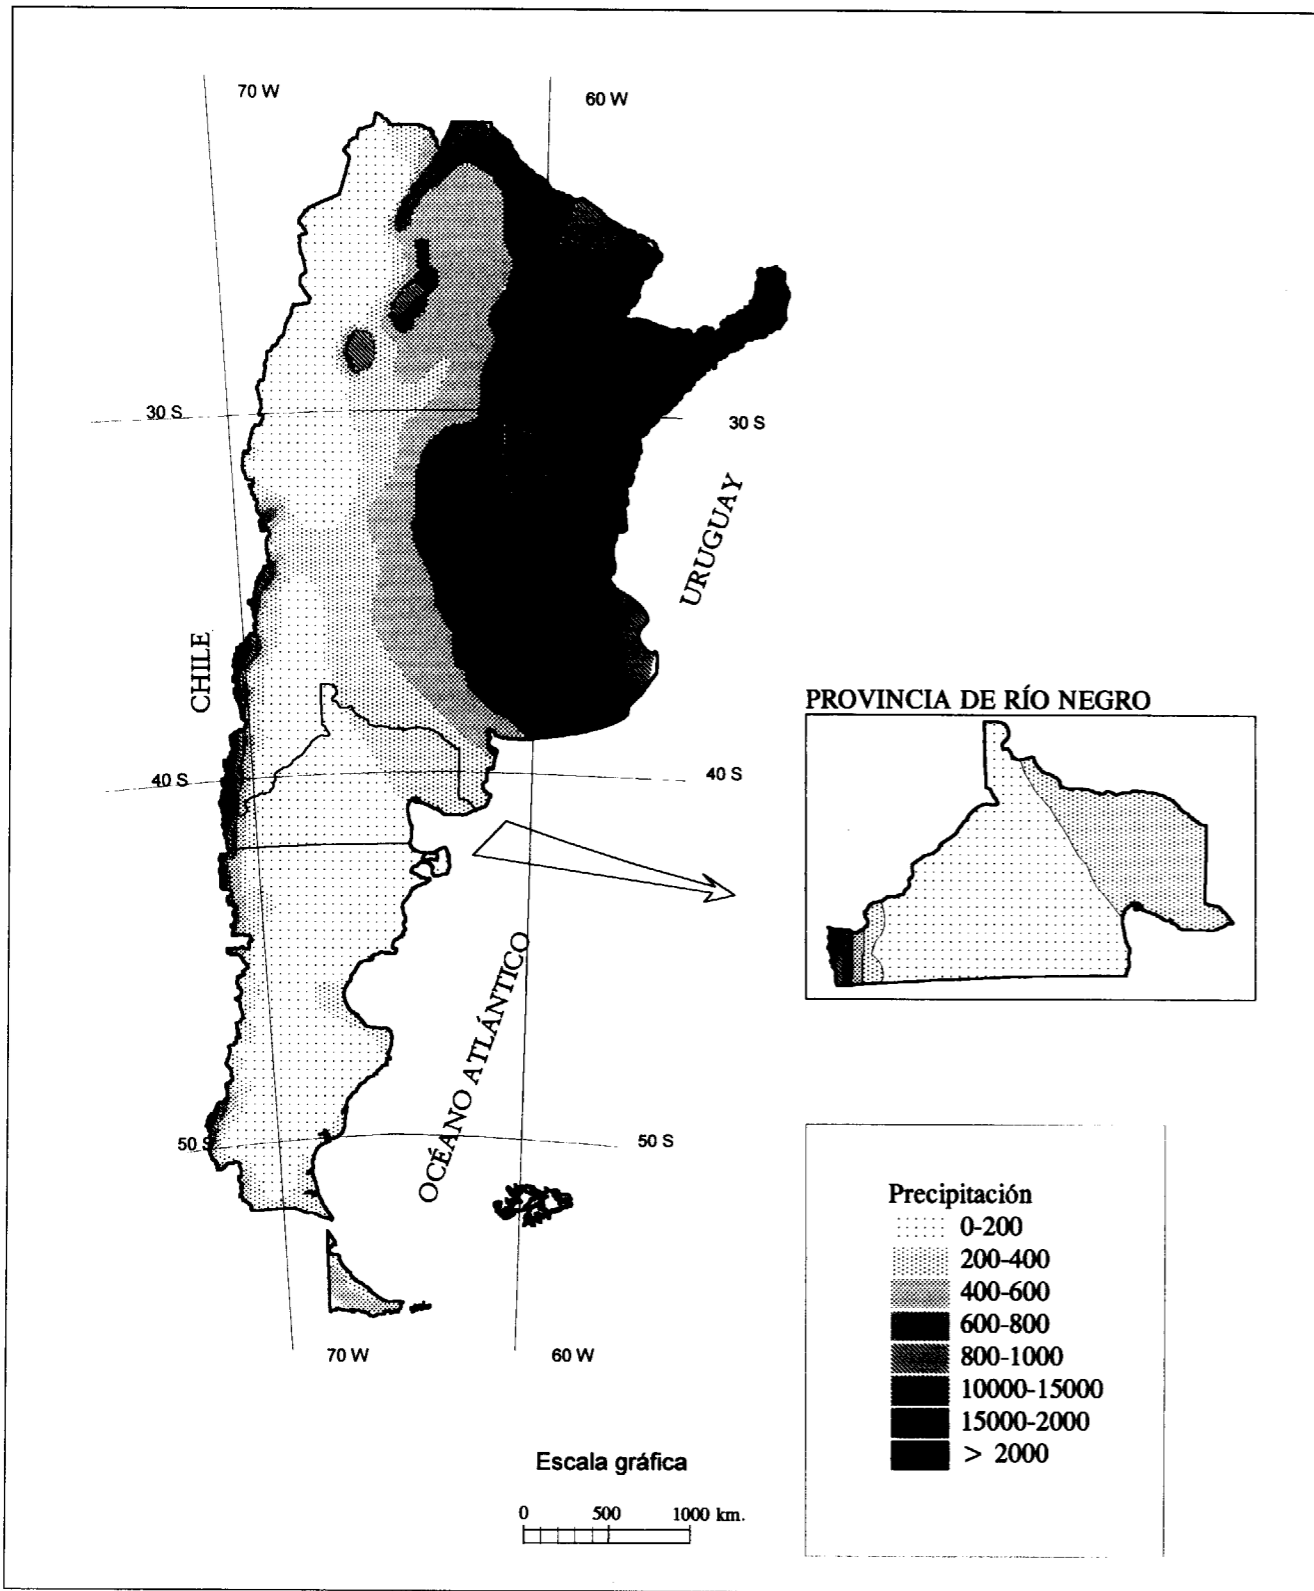 70 W
60 W
30 S
30 S
URUGUAY
CHILE
PROVINCIA DE RÍO NEGRO
40 S
40 S
OCÉANO ATLÁNTICO
50 S
50 S
Precipitación
0-200
200-400
400-600
600-800
800-1000
10000-15000
15000-2000
> 2000
70 W
60 W
Escala gráfica
0 500 1000 km.